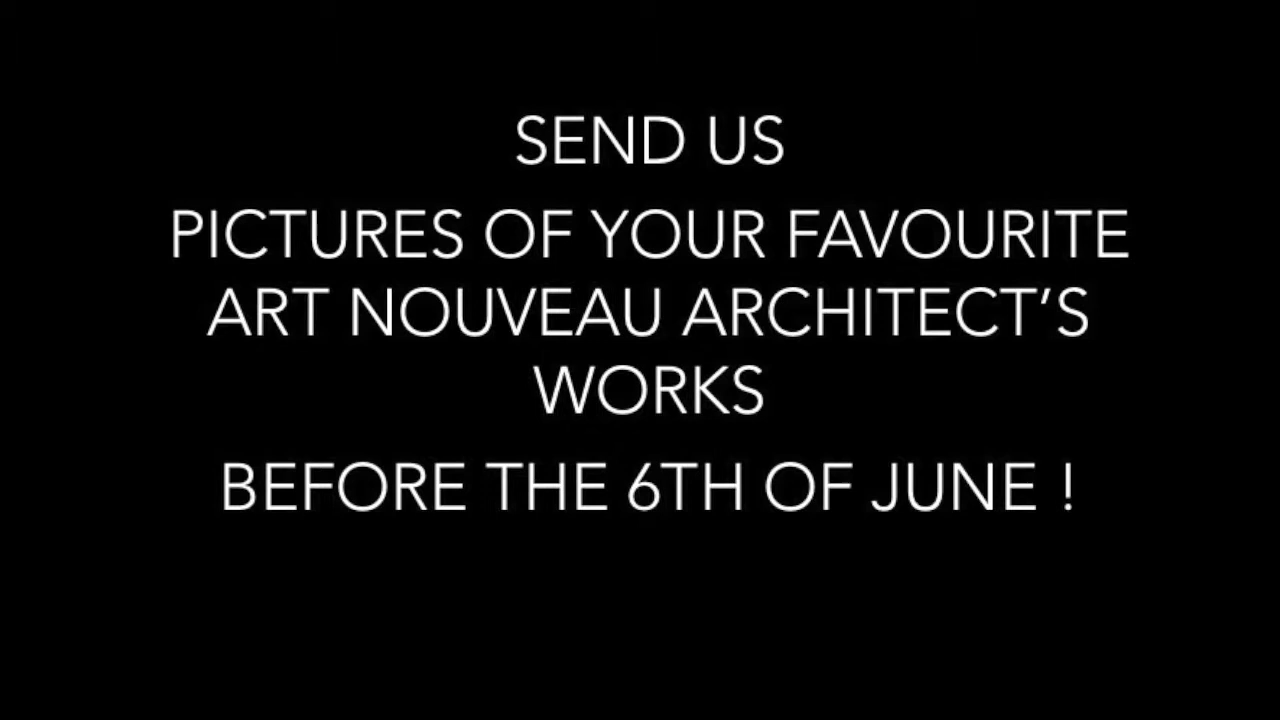 SEND US
PICTURES OF YOUR FAVOURITE
ART NOUVEAU ARCHITECT’S
WORKS
BEFORE THE 6TH OF JUNE !